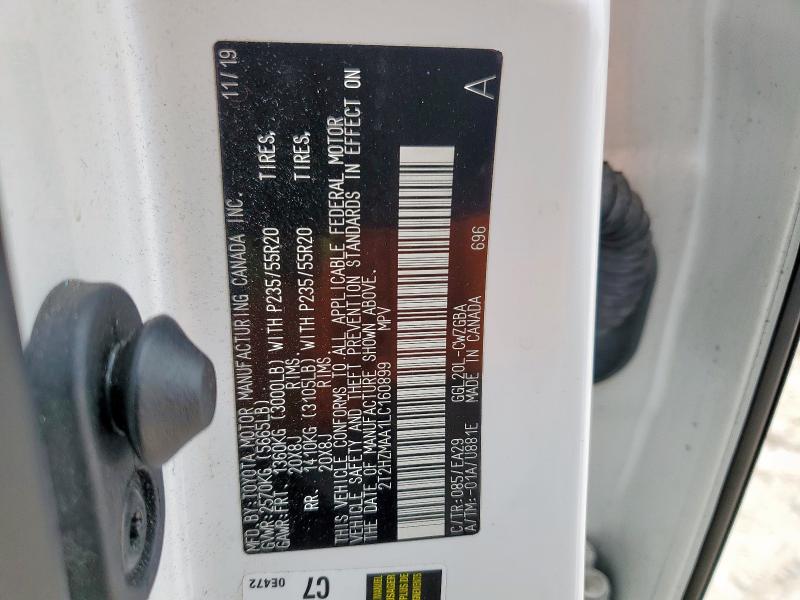 MFD.BY:TOYOTA MOTOR MANUFACTURING CANADA INC. 11/19
GVWR:2570KG (5665LB)
GAWR:FRT 1360KG (3000LB) WITH P235/55R20 TIRES.
20X8J RIMS.
RR. 1410KG (3105LB) WITH P235/55R20 TIRES.
20X8J RIMS.
THIS VEHICLE CONFORMS TO ALL APPLICABLE FEDERAL MOTOR
VEHICLE SAFETY AND THEFT PREVENTION STANDARDS IN EFFECT ON
THE DATE OF MANUFACTURE SHOWN ABOVE.
2T2HZMAA1LC160899 MPV
C/TR:085/EA29 GGL20L-CWZGBA 696
A/TM:-01A/U881E MADE IN CANADA A
0E472
C7